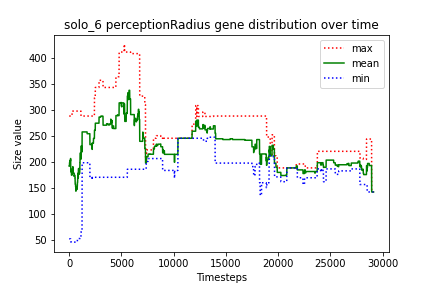 solo_6 perceptionRadius gene distribution over time
max
mean
min
Size value
400
350
300
250
200
150
100
50
0
5000
10000
15000
20000
25000
30000
Timesteps